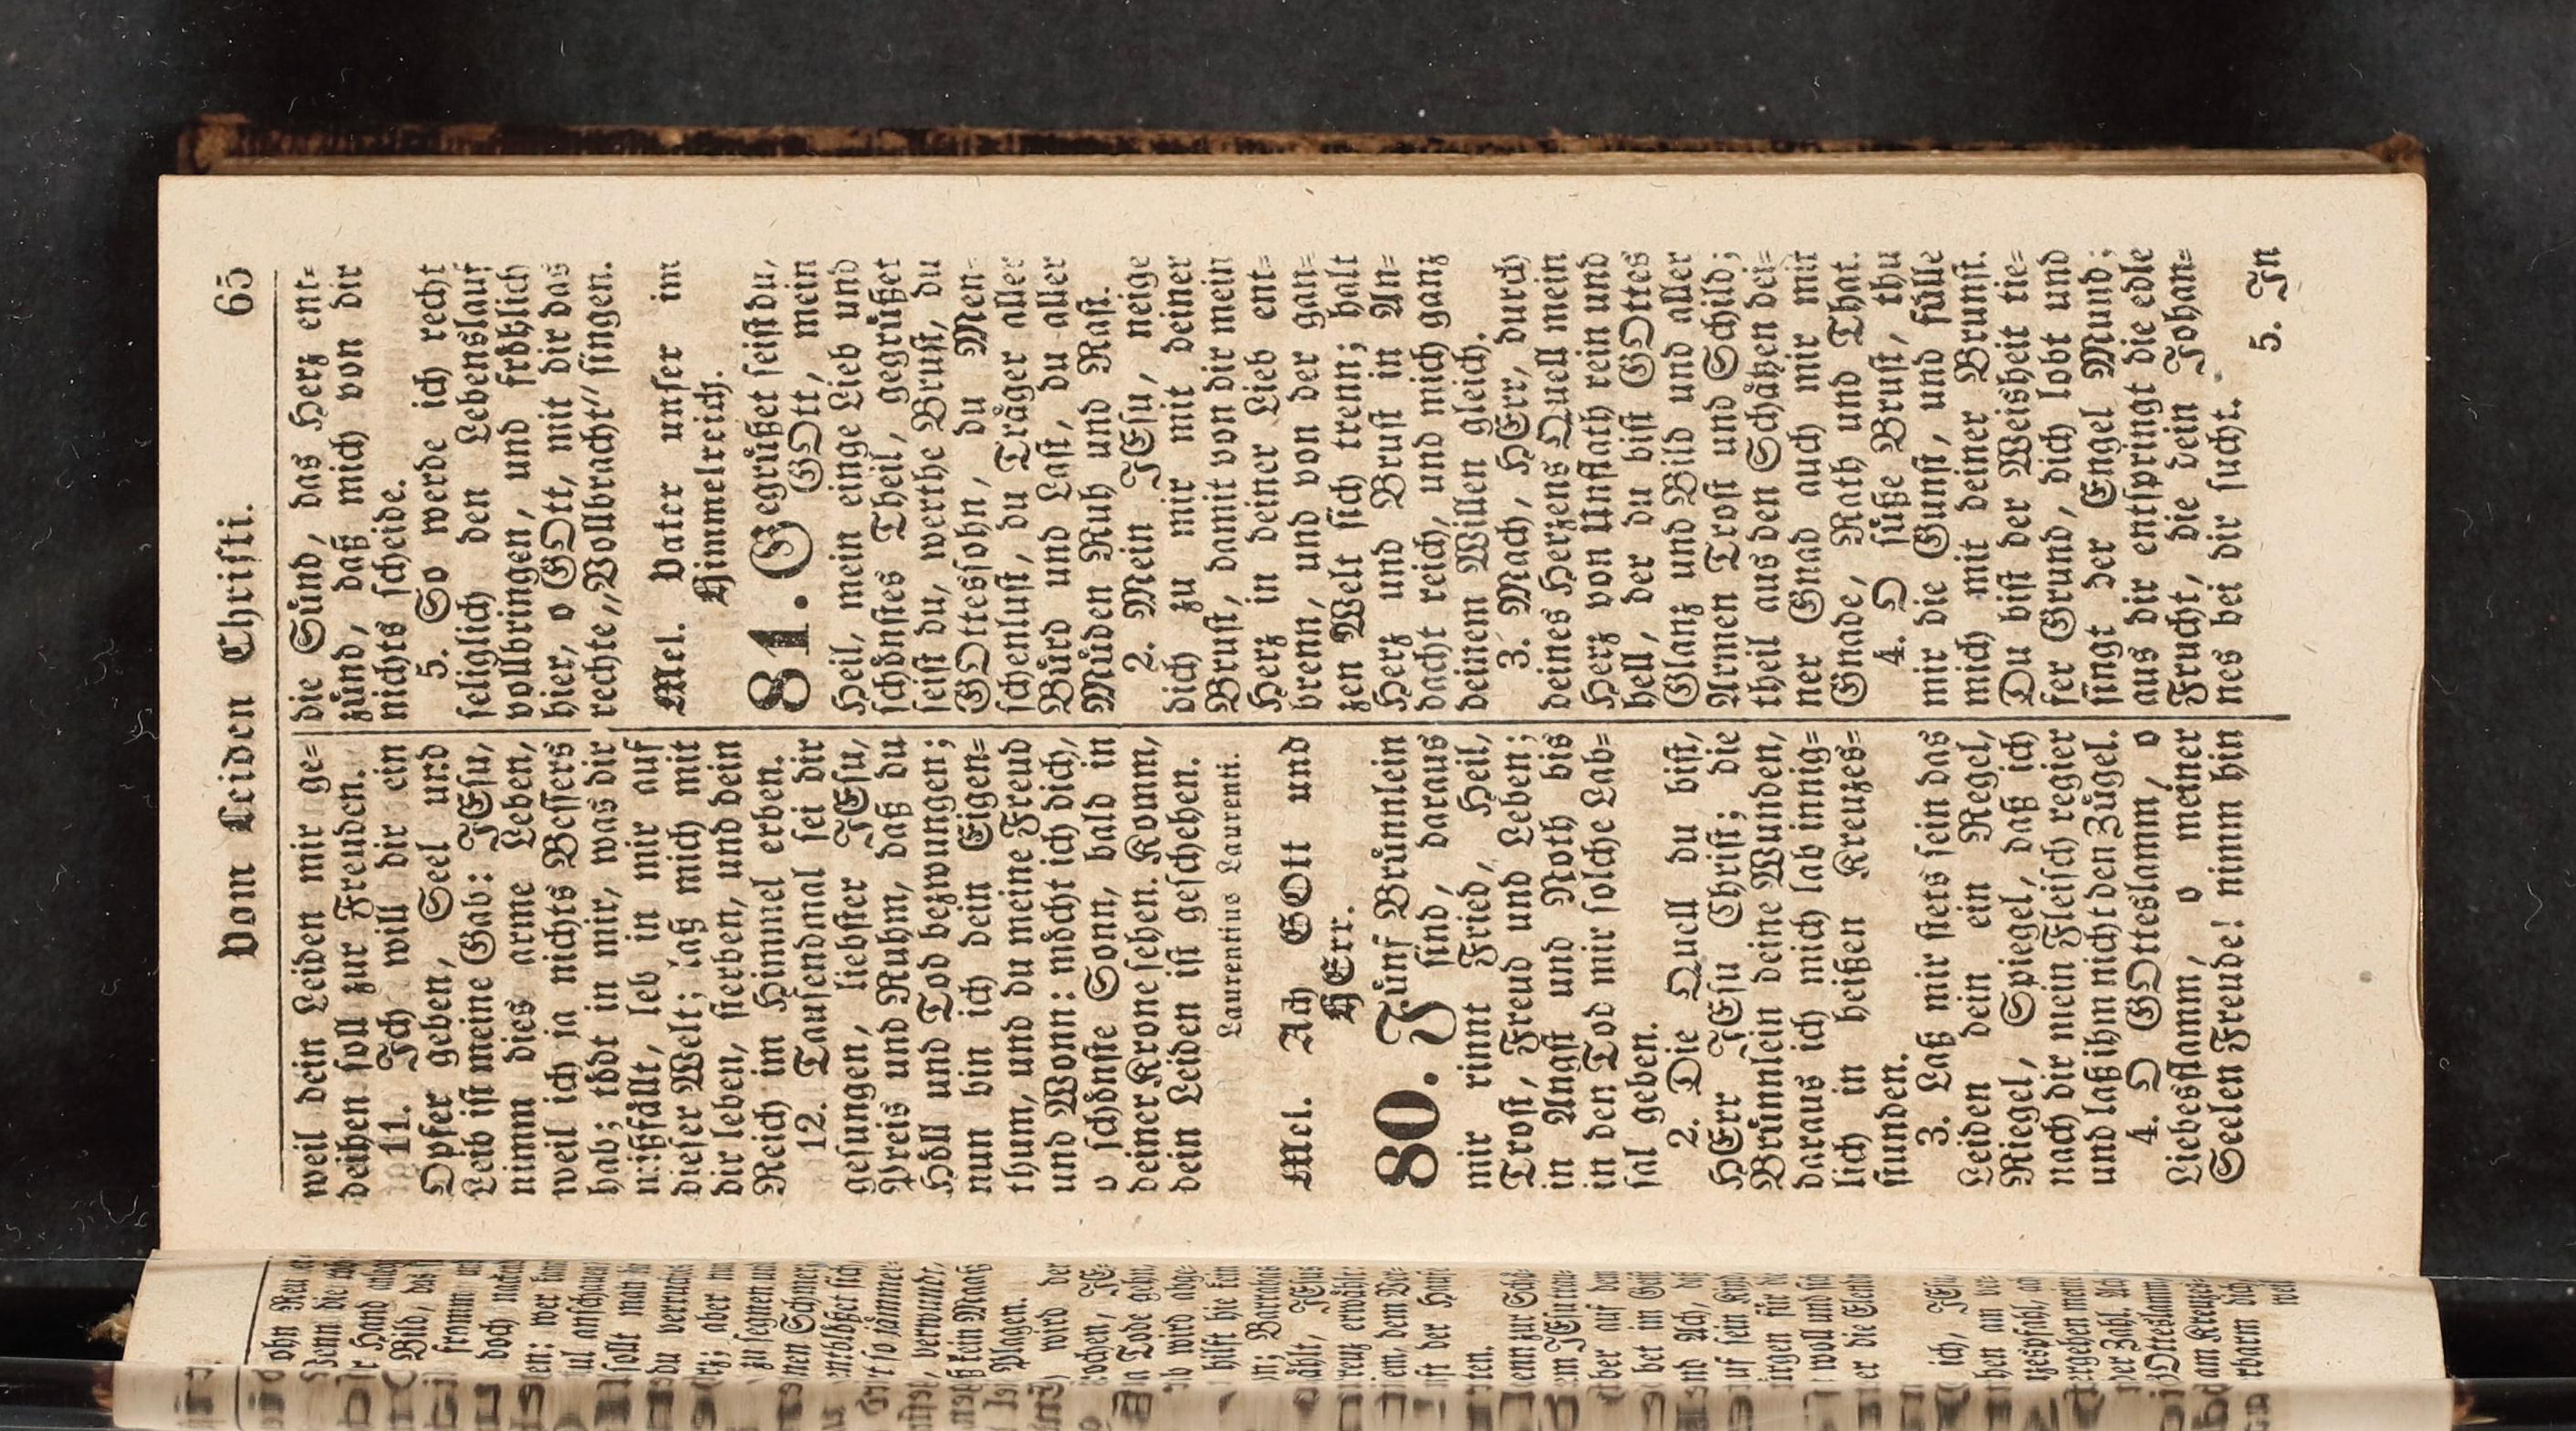 Vom Leiden Christi. 65
weil dein Leiden mir ge=
deihen soll zur Freuden.
11. Ich will dir ein
Opfer geben, Seel und
Leib ist meine Gab: JEsu,
nimm dies arme Leben,
weil ich ja nichts Bessers
hab; tödt in mir, was dir
mißfällt, leb in mir auf
dieser Welt; laß mich mit
dir leben, sterben, und dein
Reich im Himmel erben.
12. Tausendmal sei dir
gesungen, liebster JEsu,
Preis und Ruhm, daß du
Höll und Tod bezwungen;
nun bin ich dein Eigen=
thum, und du meine Freud
und Wonn: möcht ich dich,
o schönste Sonn, bald in
deiner Krone sehen. Komm,
dein Leiden ist geschehen.
Laurentius Laurenti.
Mel. Ach GOtt und
HErr.
80. Fünf Brünnlein
sind, daraus
mir rinnt Fried, Heil,
Trost, Freud und Leben;
in Angst und Noth bis
in den Tod mir solche Lab=
sal geben.
2. Die Quell du bist,
HErr JEsu Christ; die
Brünnlein deine Wunden,
daraus ich mich lab innig=
lich in heißen Kreuzes=
stunden.
3. Laß mir stets sein das
Leiden dein ein Regel,
Riegel, Spiegel, daß ich
nach dir mein Fleisch regier
und laß ihm nicht den Zügel.
4. O GOtteslamm, o
Liebesflamm, o meiner
Seelen Freude! nimm hin
die Sünd, das Herz ent=
zünd, daß mich von dir
nichts scheide.
5. So werde ich recht
seliglich den Lebenslauf
vollbringen, und fröhlich
hier, o GOtt, mit dir das
rechte „Vollbracht“ singen.
Mel. Vater unser im
Himmelreich.
81. Gegrüßet seist du,
GOtt, mein
Heil, mein einge Lieb und
schönstes Theil, gegrüßet
seist du, werthe Brust, du
GOttessohn, du Men=
schenlust, du Träger aller
Würd und Last, du aller
Müden Ruh und Rast.
2. Mein JEsu, neige
dich zu mir mit deiner
Brust, damit von dir mein
Herz in deiner Lieb ent=
brenn, und von der gan=
zen Welt sich trenn; halt
Herz und Brust in An=
dacht reich, und mich ganz
deinem Willen gleich.
3. Mach, HErr, durch
deines Herzens Quell mein
Herz von Unflath rein und
hell, der du bist GOttes
Glanz und Bild und aller
Armen Trost und Schild;
theil aus den Schätzen dei=
ner Gnad auch mir mit
Gnade, Rath und That.
4. O süße Brust, thu
mir die Gunst, und fülle
mich mit deiner Brunst.
Du bist der Weisheit tie=
fer Grund, dich lobt und
singt der Engel Mund;
aus dir entspringt die edle
Frucht, die dein Johan=
nes bei dir sucht.
5. In